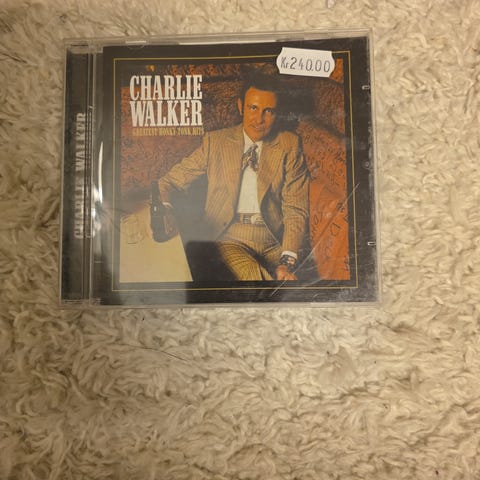 Kr 240.00
CHARLIE
WALKER
GREATEST HONKY-TONK HITS
CHARLIE WALKER